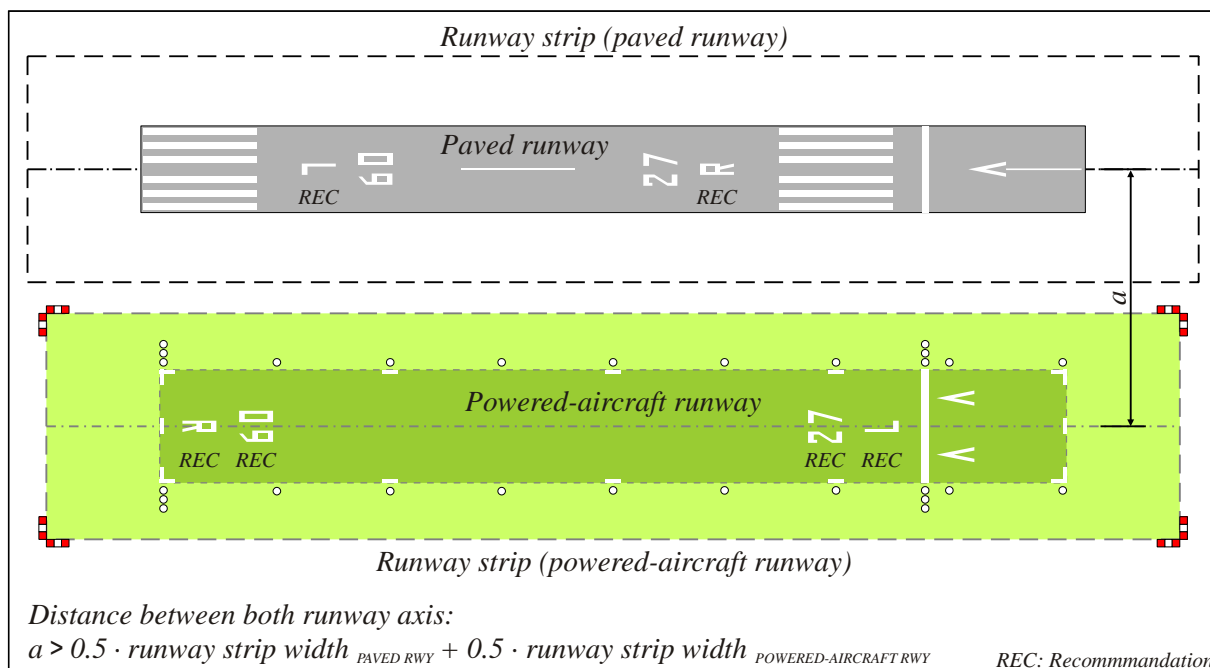 Runway strip (paved runway)
Paved runway
L 09 27 R
REC REC
a
Powered-aircraft runway
R 09 27 L
REC REC REC REC
Runway strip (powered-aircraft runway)
Distance between both runway axis:
a > 0.5 · runway strip width PAVED RWY + 0.5 · runway strip width POWERED-AIRCRAFT RWY
REC: Recommmandation